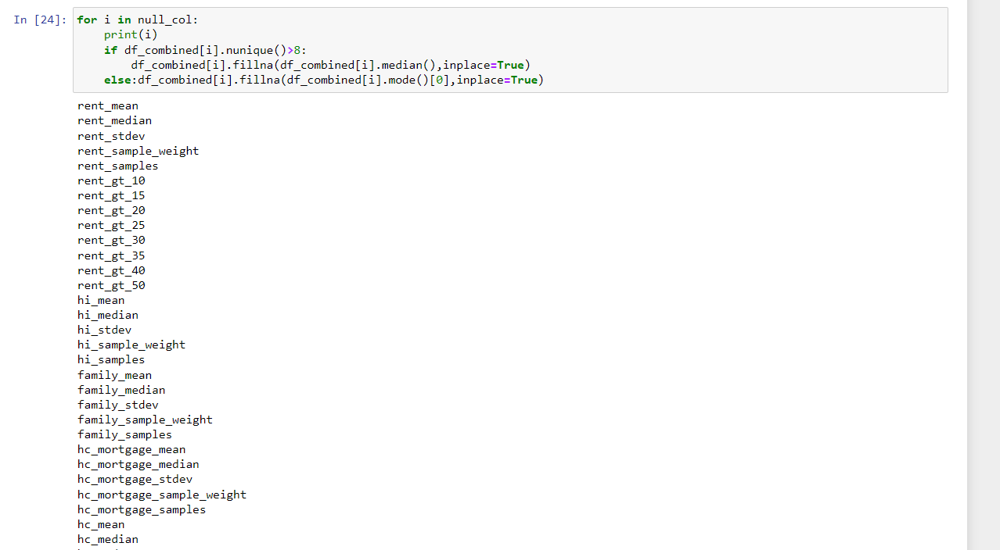 In [24]: for i in null_col:
    print(i)
    if df_combined[i].nunique()>8:
        df_combined[i].fillna(df_combined[i].median(),inplace=True)
    else:df_combined[i].fillna(df_combined[i].mode()[0],inplace=True)
rent_mean
rent_median
rent_stdev
rent_sample_weight
rent_samples
rent_gt_10
rent_gt_15
rent_gt_20
rent_gt_25
rent_gt_30
rent_gt_35
rent_gt_40
rent_gt_50
hi_mean
hi_median
hi_stdev
hi_sample_weight
hi_samples
family_mean
family_median
family_stdev
family_sample_weight
family_samples
hc_mortgage_mean
hc_mortgage_median
hc_mortgage_stdev
hc_mortgage_sample_weight
hc_mortgage_samples
hc_mean
hc_median